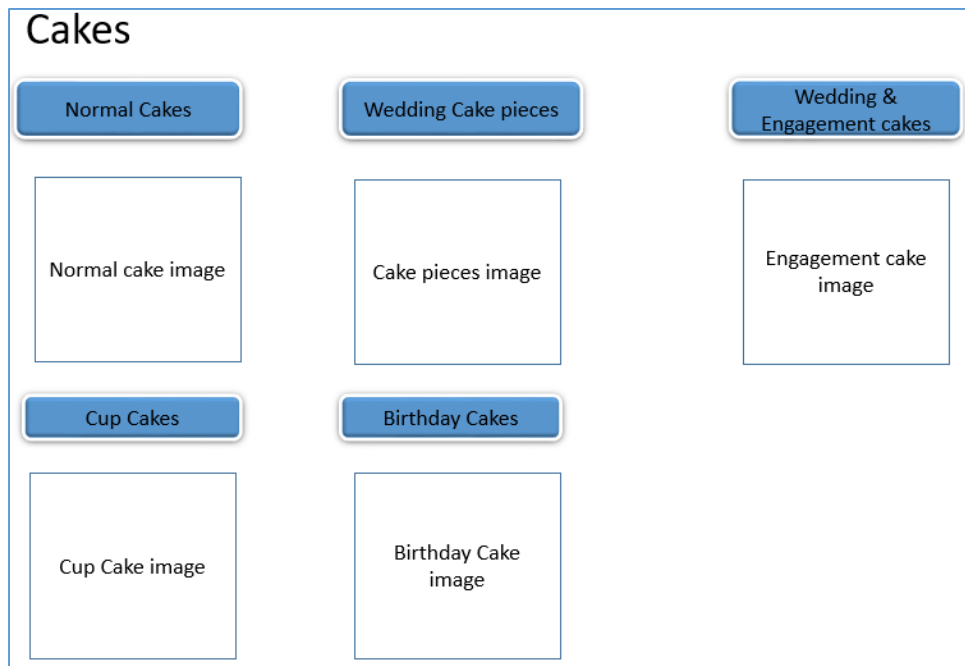 Cakes
Normal Cakes
Wedding Cake pieces
Wedding &
Engagement cakes
Normal cake image
Cake pieces image
Engagement cake
image
Cup Cakes
Birthday Cakes
Cup Cake image
Birthday Cake
image